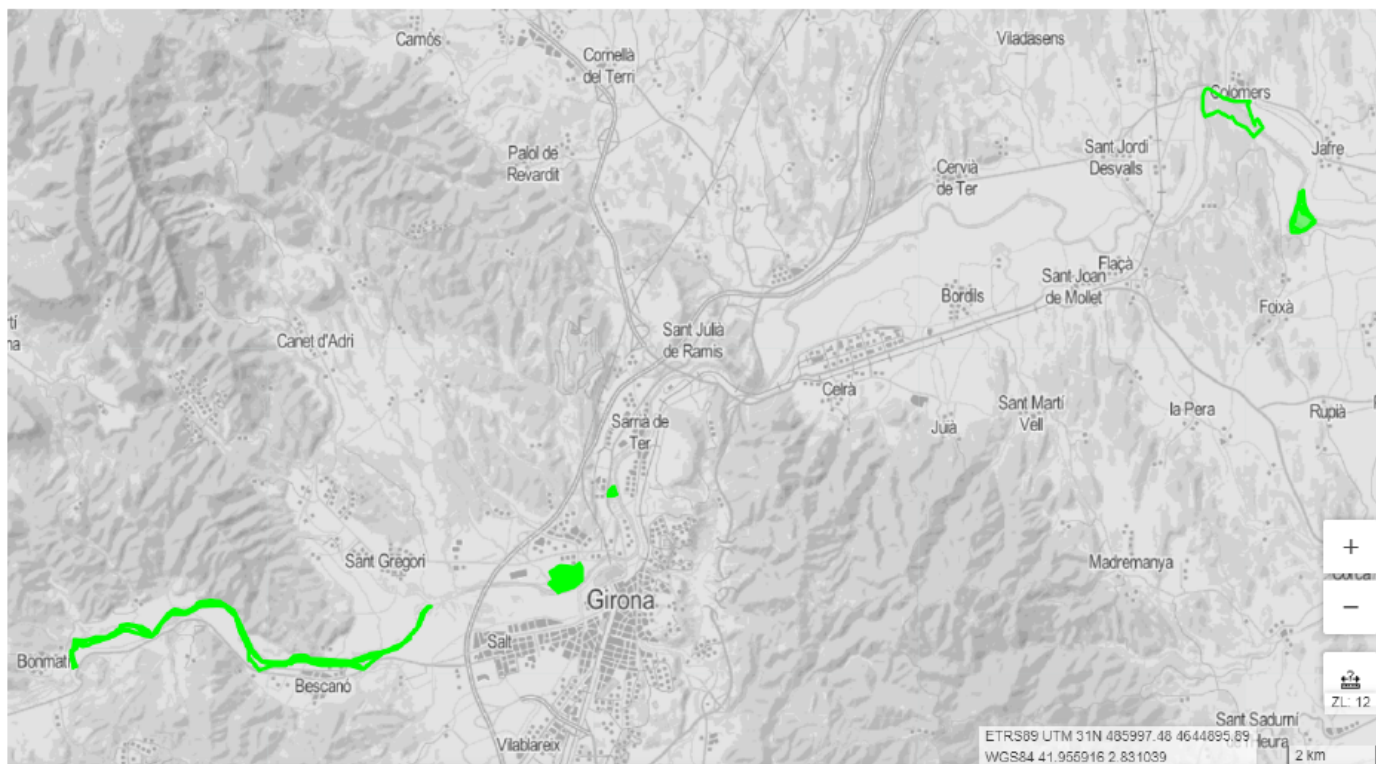 Camós
Cornellà
del Terri
Viladasens
Colomers
Palol de
Revardit
Sant Jordi
Desvalls
Jafre
Cervià
de Ter
Flaçà
Sant Joan
de Mollet
Bordils
Foixà
Sant Julià
de Ramis
Canet d'Adri
Celrà
Sant Martí
Vell
Juià
la Pera
Rupià
Sarrià de
Ter
Sant Gregori
Madremanya
+
Girona
−
Salt
Bonmatí
Bescanó
ZL: 12
Sant Sadurní
Vilablareix
ETRS89 UTM 31N 485997.48 4644895.89
WGS84 41.955916 2.831039
2 km